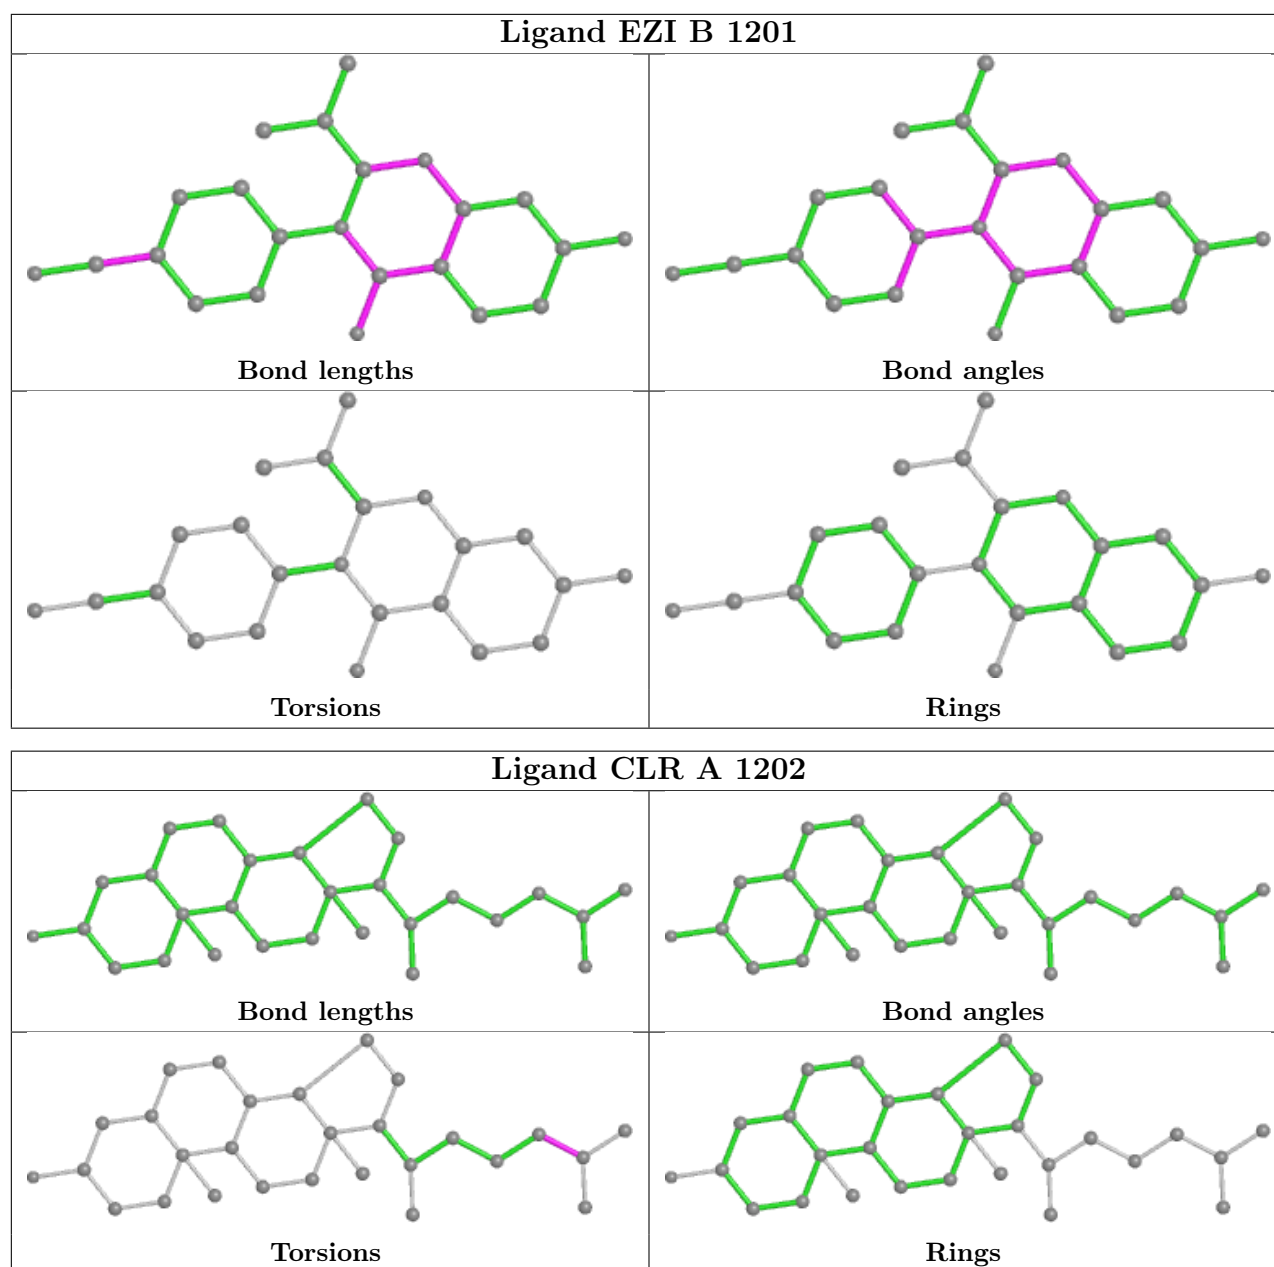 Ligand EZI B 1201
Bond lengths
Bond angles
Torsions
Rings
Ligand CLR A 1202
Bond lengths
Bond angles
Torsions
Rings